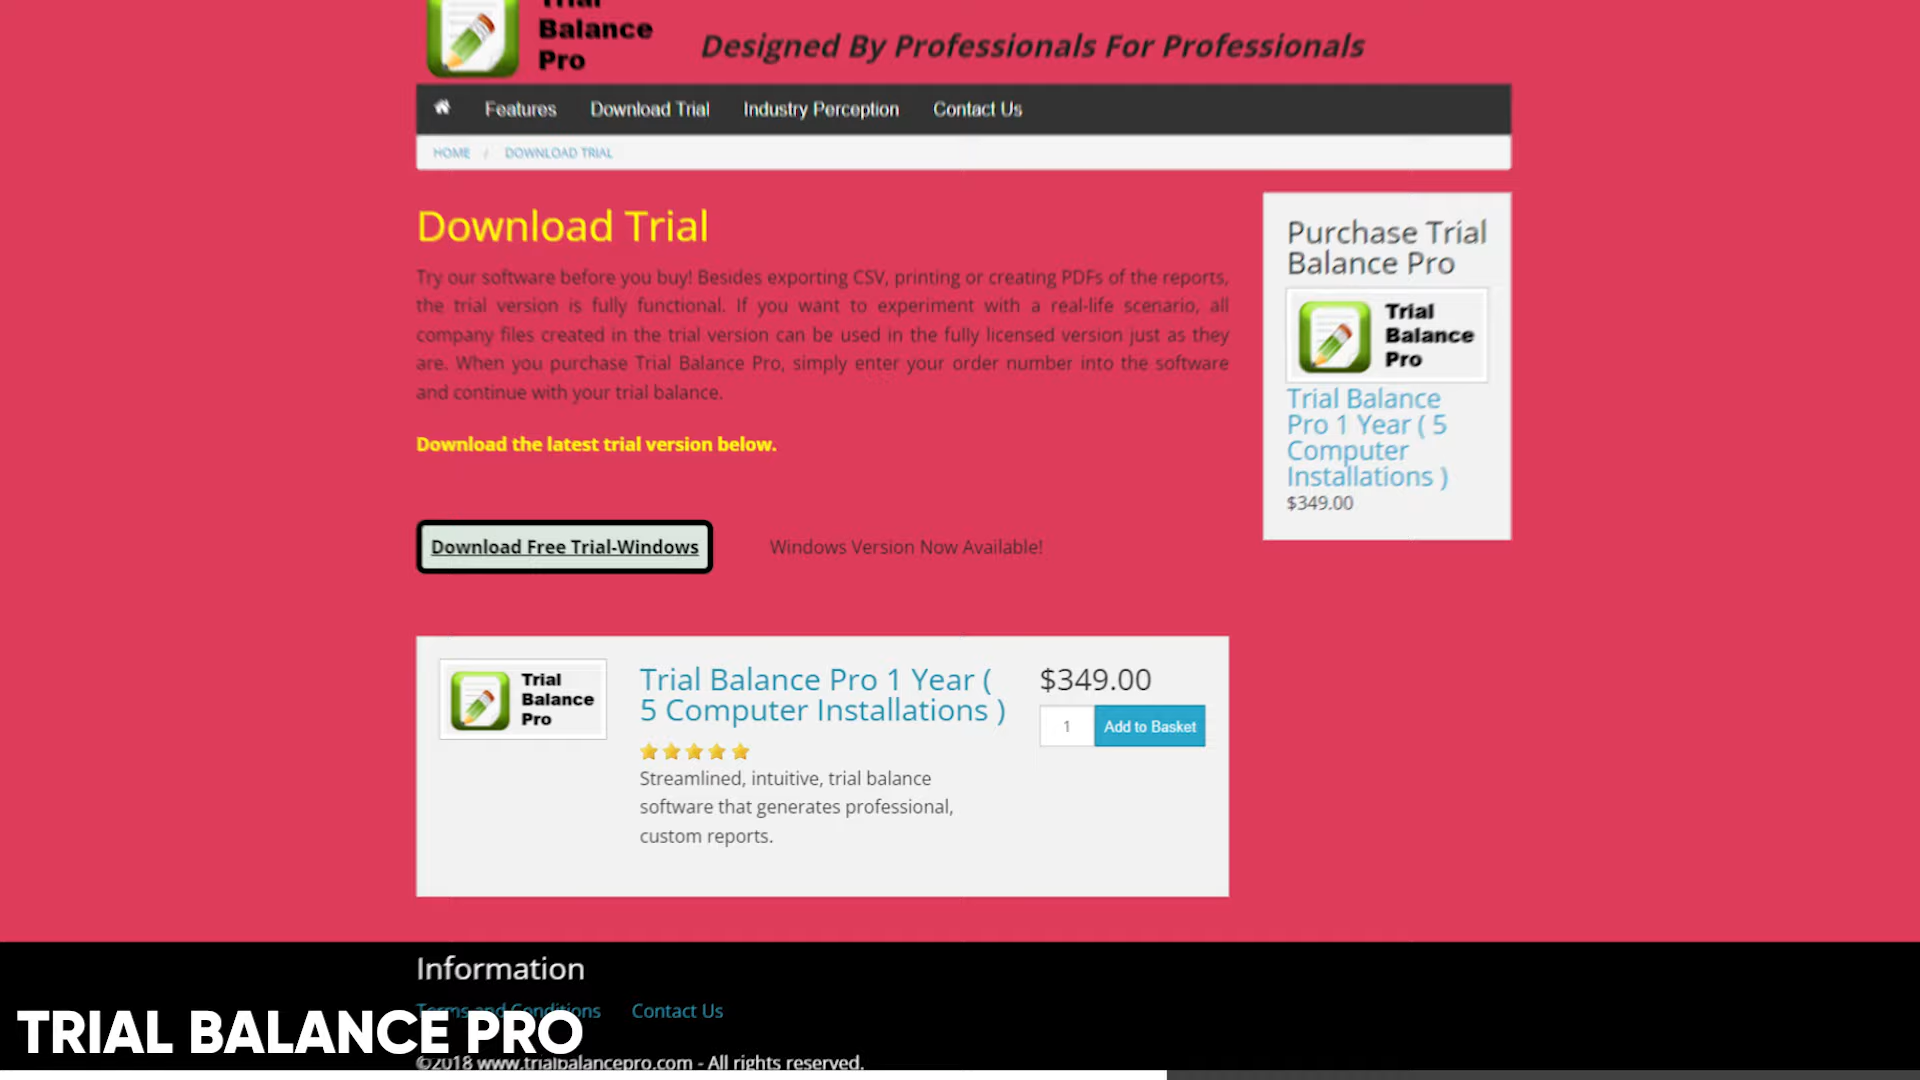 Trial
Balance
Pro
Designed By Professionals For Professionals
Features Download Trial Industry Perception Contact Us
HOME / DOWNLOAD TRIAL
Download Trial
Try our software before you buy! Besides exporting CSV, printing or creating PDFs of the reports,
the trial version is fully functional. If you want to experiment with a real-life scenario, all
company files created in the trial version can be used in the fully licensed version just as they
are. When you purchase Trial Balance Pro, simply enter your order number into the software
and continue with your trial balance.
Download the latest trial version below.
Download Free Trial-Windows
Windows Version Now Available!
Purchase Trial
Balance Pro
Trial
Balance
Pro
Trial Balance
Pro 1 Year ( 5
Computer
Installations )
$349.00
Trial
Balance
Pro
Trial Balance Pro 1 Year (
5 Computer Installations )
Streamlined, intuitive, trial balance
software that generates professional,
custom reports.
$349.00
1 Add to Basket
Information
Terms and Conditions Contact Us
TRIAL BALANCE PRO
©2018 www.trialbalancepro.com - All rights reserved.